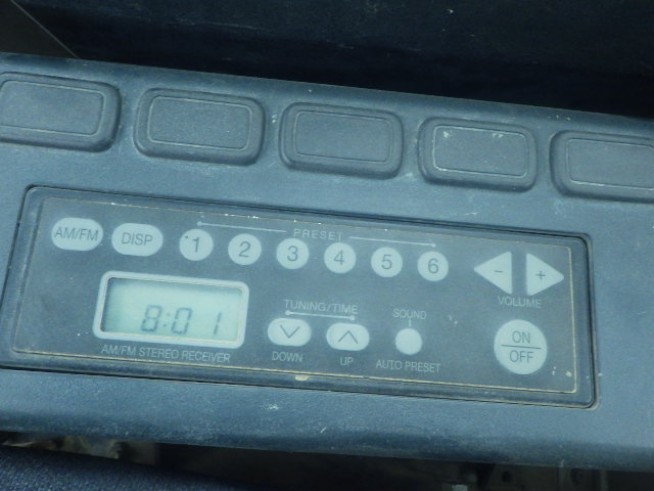 PRESET
AM/FM DISP 1 2 3 4 5 6 - +
VOLUME
8:01
TUNING/TIME
SOUND
ON
OFF
AM/FM STEREO RECEIVER
DOWN UP AUTO PRESET